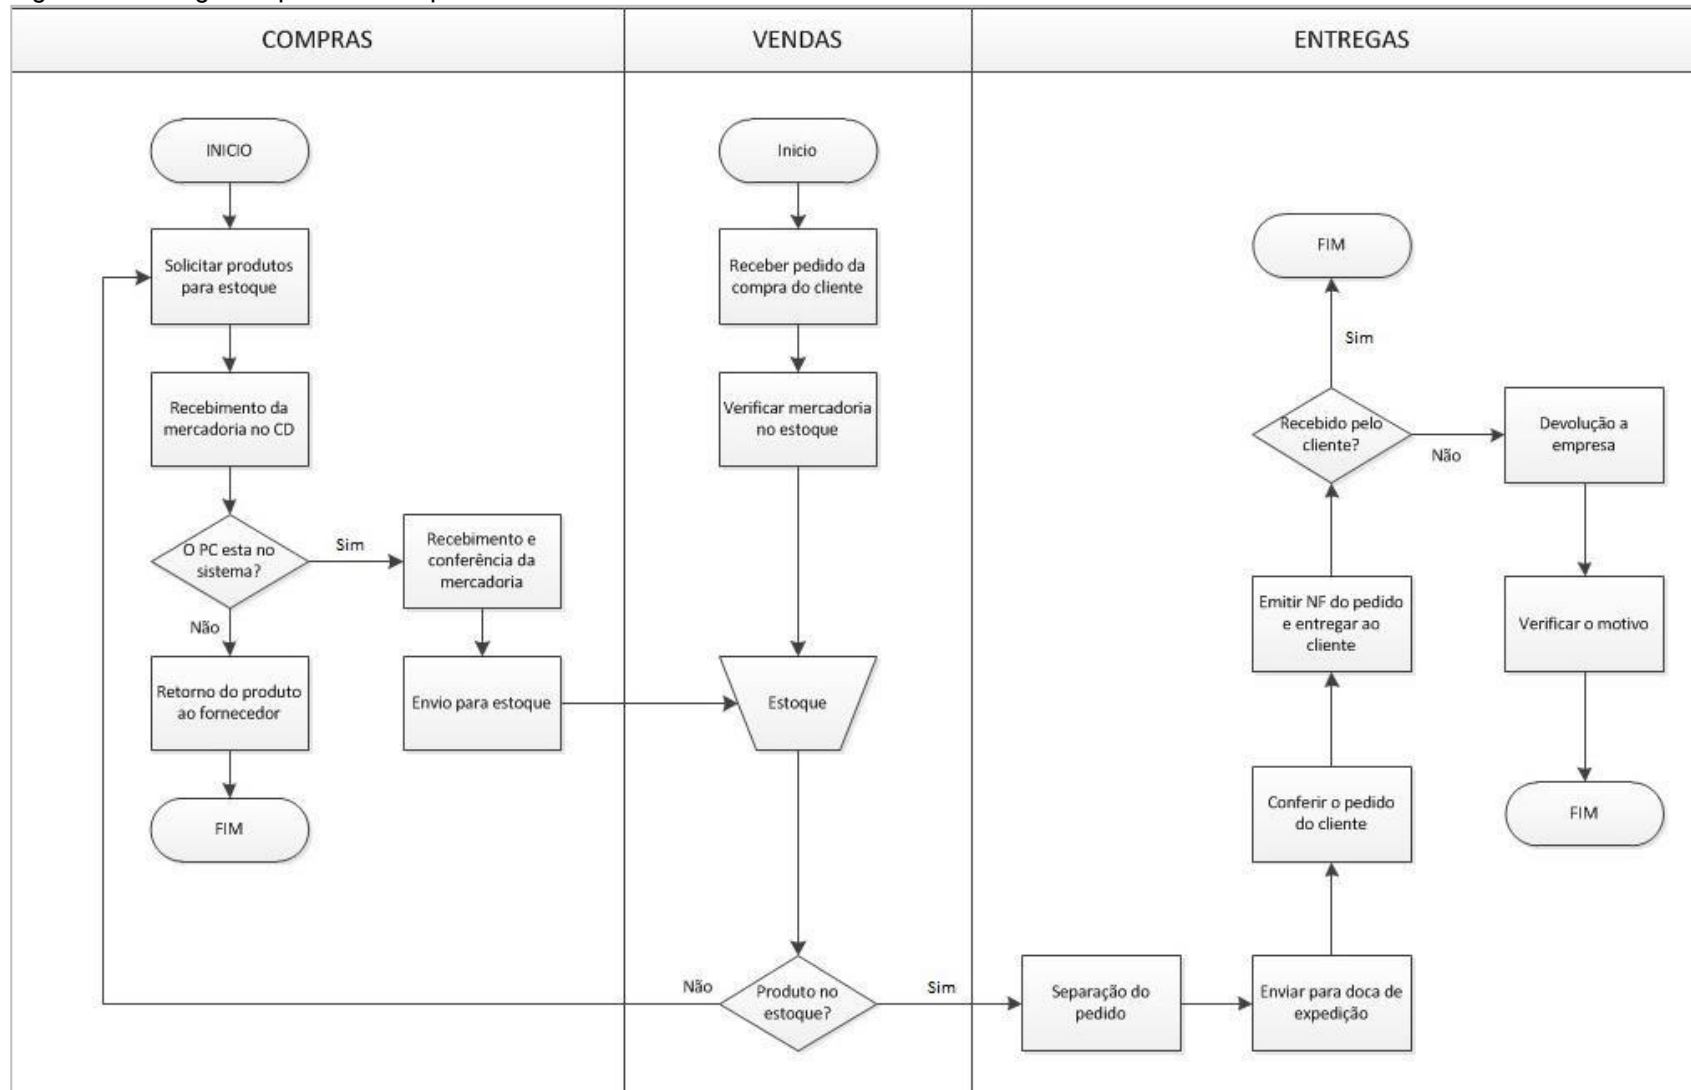 COMPRAS
VENDAS
ENTREGAS
INICIO
Solicitar produtos
para estoque
Recebimento da
mercadoria no CD
O PC esta no
sistema?
Sim
Recebimento e
conferência da
mercadoria
Não
Retorno do produto
ao fornecedor
Envio para estoque
FIM
Inicio
Receber pedido da
compra do cliente
Verificar mercadoria
no estoque
Estoque
Não
Produto no
estoque?
Sim
Separação do
pedido
Enviar para doca de
expedição
Conferir o pedido
do cliente
Emitir NF do pedido
e entregar ao
cliente
Recebido pelo
cliente?
Sim
FIM
Não
Devolução a
empresa
Verificar o motivo
FIM